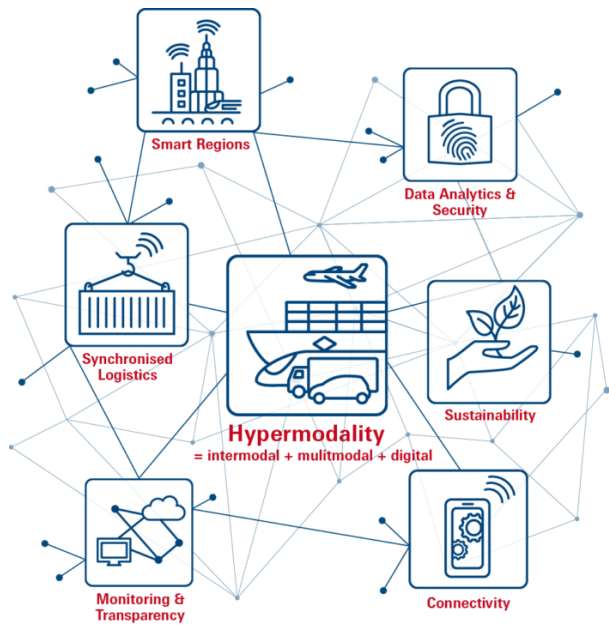 Smart Regions
Data Analytics &
Security
Synchronised
Logistics
Sustainability
Hypermodality
= intermodal + mulitmodal + digital
Monitoring &
Transparency
Connectivity